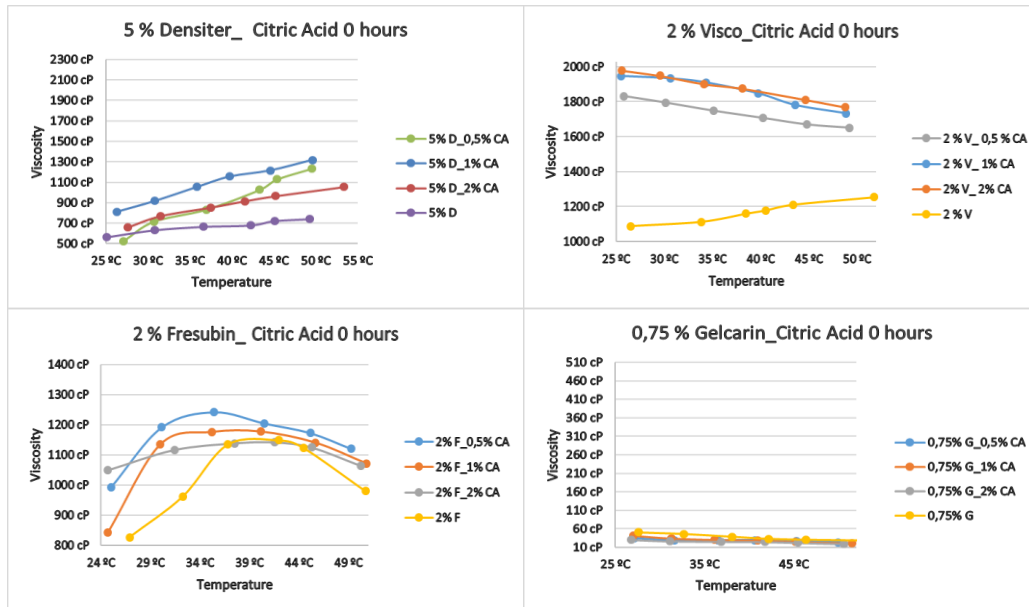 5 % Densiter_ Citric Acid 0 hours
2300 cP
2100 cP
1900 cP
1700 cP
1500 cP
1300 cP
1100 cP
900 cP
700 cP
500 cP
Viscosity
25 ºC 30 ºC 35 ºC 40 ºC 45 ºC 50 ºC 55 ºC
Temperature
5% D_0,5% CA
5% D_1% CA
5% D_2% CA
5% D
2 % Visco_Citric Acid 0 hours
2000 cP
1800 cP
1600 cP
1200 cP
1000 cP
Viscosity
25 ºC 30 ºC 35 ºC 40 ºC 45 ºC 50 ºC
Temperature
2 % V_ 0,5 % CA
2 % V_1% CA
2% V_ 2% CA
2 % V
2 % Fresubin_ Citric Acid 0 hours
1400 cP
1300 cP
1200 cP
1100 cP
1000 cP
900 cP
800 cP
Viscosity
24 ºC 29 ºC 34 ºC 39 ºC 44 ºC 49 ºC
Temperature
2% F_0,5% CA
2% F_1% CA
2% F_2% CA
2% F
0,75 % Gelcarin_Citric Acid 0 hours
510 cP
460 cP
410 cP
360 cP
310 cP
260 cP
210 cP
160 cP
110 cP
60 cP
10 cP
Viscosity
25 ºC 35 ºC 45 ºC
Temperature
0,75% G_0,5% CA
0,75% G_1% CA
0,75% G_2% CA
0,75% G